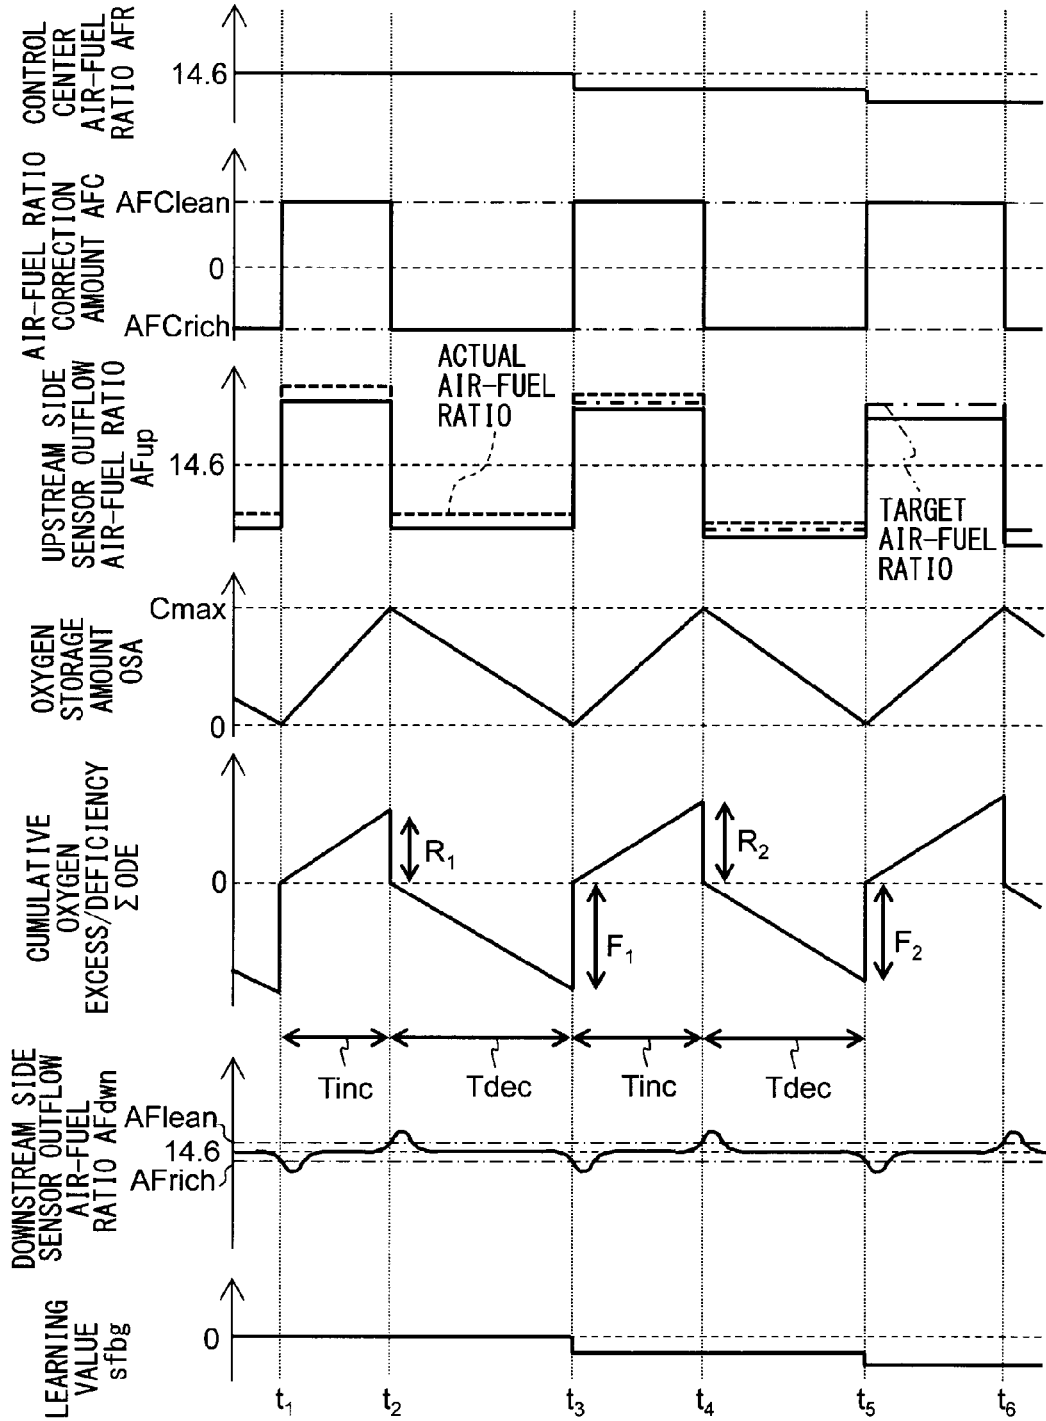 CONTROL
CENTER
AIR-FUEL
RATIO AFR
14.6
AIR-FUEL RATIO
CORRECTION
AMOUNT AFC
AFClean
0
AFCrich
UPSTREAM SIDE
SENSOR OUTFLOW
AIR-FUEL RATIO
AFup
14.6
ACTUAL
AIR-FUEL
RATIO
TARGET
AIR-FUEL
RATIO
OXYGEN
STORAGE
AMOUNT
OSA
Cmax
0
CUMULATIVE
OXYGEN
EXCESS/DEFICIENCY
ΣODE
0
R1
F1
R2
F2
Tinc
Tdec
Tinc
Tdec
DOWNSTREAM SIDE
SENSOR OUTFLOW
AIR-FUEL
RATIO AFdwn
AFlean
14.6
AFrich
LEARNING
VALUE
sfbg
0
t1
t2
t3
t4
t5
t6